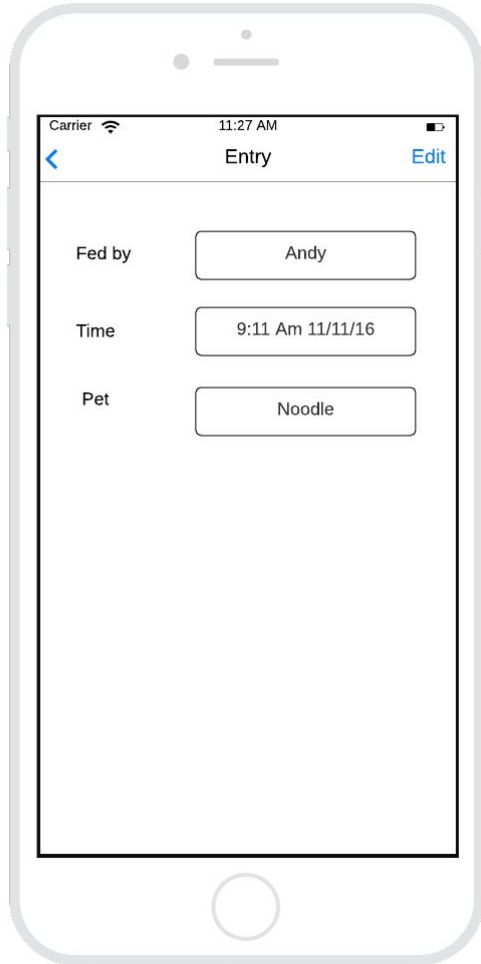 Carrier 11:27 AM
Entry Edit
Fed by Andy
Time 9:11 Am 11/11/16
Pet Noodle